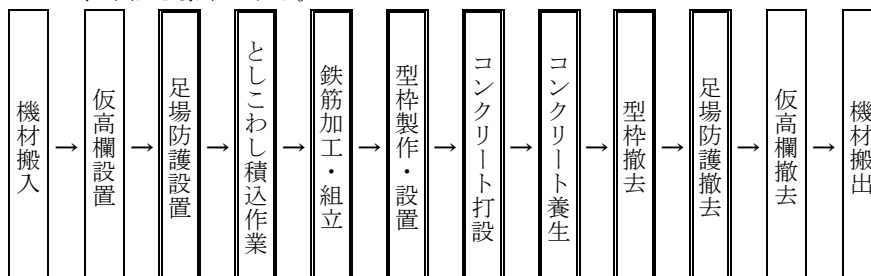 機材搬入
→
仮高欄設置
→
足場防護設置
→
としこわし積込作業
→
鉄筋加工・組立
→
型枠製作・設置
→
コンクリート打設
→
コンクリート養生
→
型枠撤去
→
足場防護撤去
→
仮高欄撤去
→
機材搬出